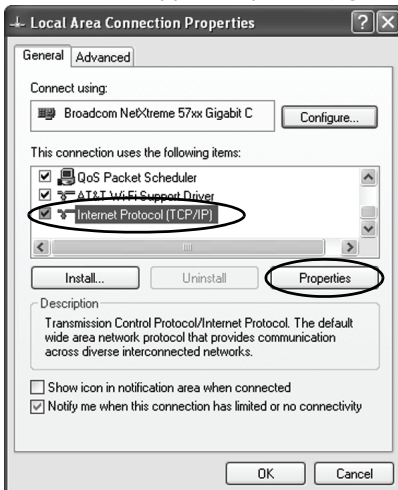 Local Area Connection Properties
General Advanced
Connect using:
Broadcom NetXtreme 57xx Gigabit C Configure...
This connection uses the following items:
QoS Packet Scheduler
AT&T Wi-Fi Support Driver
Internet Protocol (TCP/IP)
Install... Uninstall Properties
Description
Transmission Control Protocol/Internet Protocol. The default
wide area network protocol that provides communication
across diverse interconnected networks.
Show icon in notification area when connected
Notify me when this connection has limited or no connectivity
OK Cancel